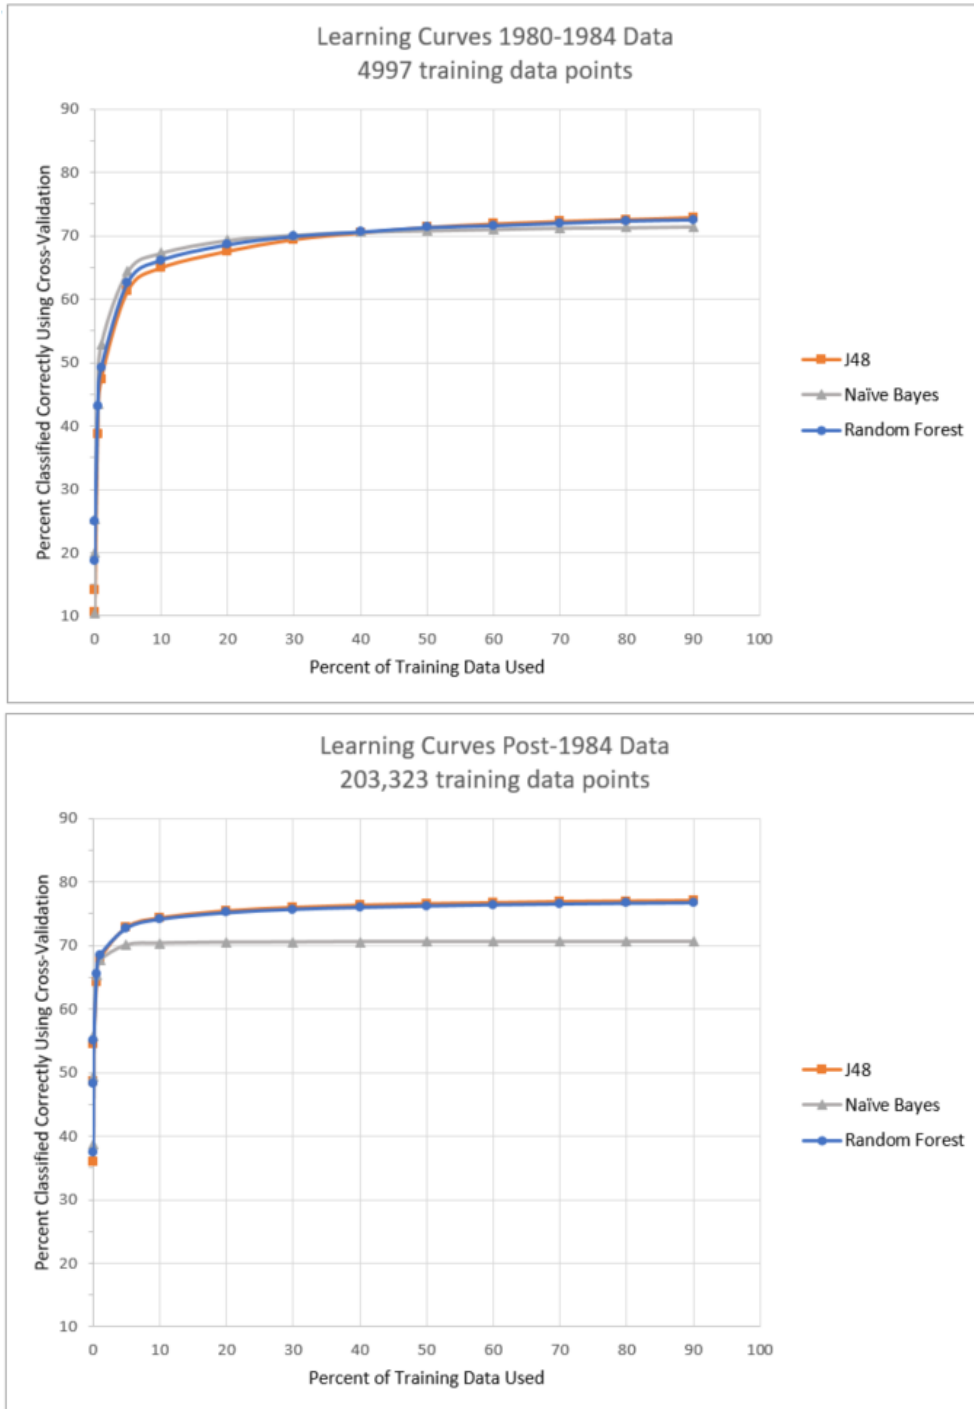 Learning Curves 1980-1984 Data
4997 training data points
Percent Classified Correctly Using Cross-Validation
90
80
70
60
50
40
30
20
10
0 10 20 30 40 50 60 70 80 90 100
Percent of Training Data Used
J48
Naïve Bayes
Random Forest
Learning Curves Post-1984 Data
203,323 training data points
Percent Classified Correctly Using Cross-Validation
90
80
70
60
50
40
30
20
10
0 10 20 30 40 50 60 70 80 90 100
Percent of Training Data Used
J48
Naïve Bayes
Random Forest